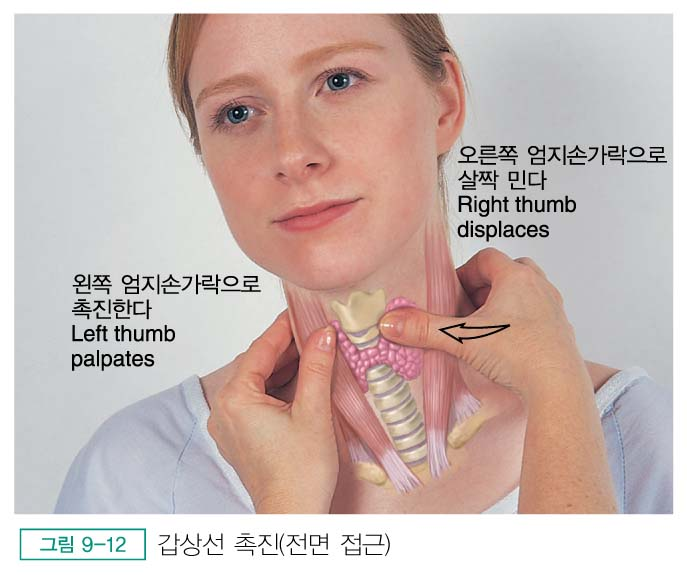 오른쪽 엄지손가락으로
살짝 민다
Right thumb
displaces
왼쪽 엄지손가락으로
촉진한다
Left thumb
palpates
그림 9-12 갑상선 촉진(전면 접근)